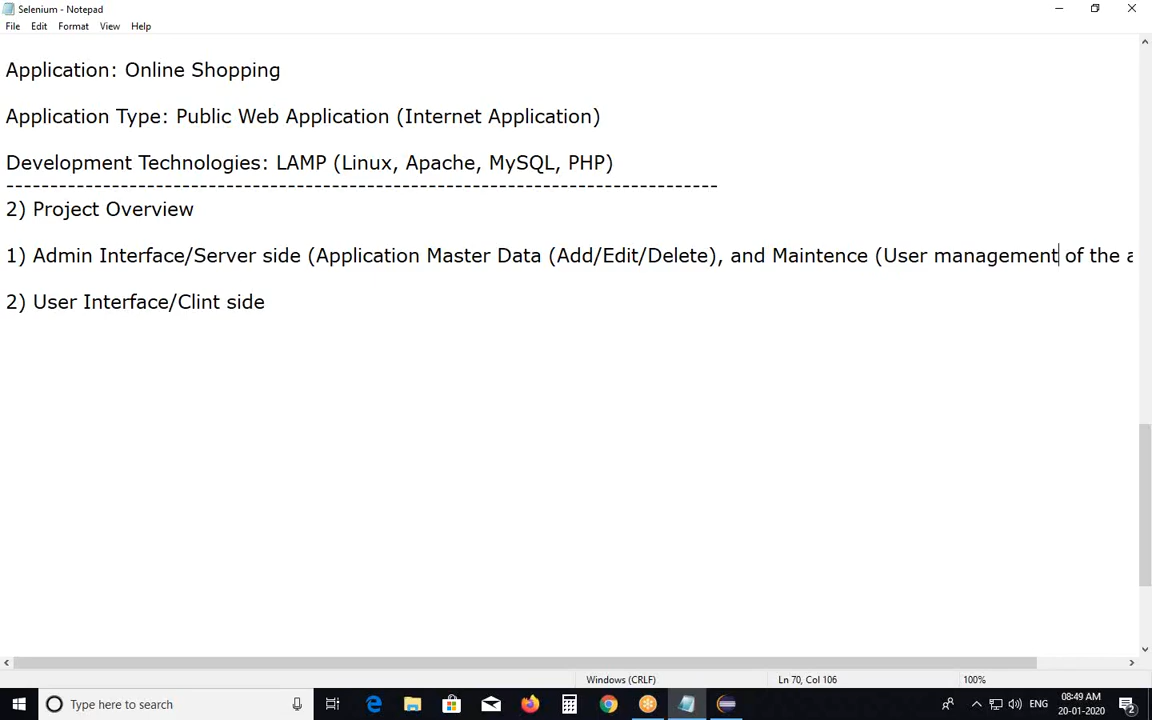 Selenium - Notepad
File Edit Format View Help
Application: Online Shopping
Application Type: Public Web Application (Internet Application)
Development Technologies: LAMP (Linux, Apache, MySQL, PHP)
--------------------------------------------------------------------------------
2) Project Overview
1) Admin Interface/Server side (Application Master Data (Add/Edit/Delete), and Maintence (User management of the a
2) User Interface/Clint side
Windows (CRLF) Ln 70, Col 106 100%
Type here to search
ENG
08:49 AM
20-01-2020
2